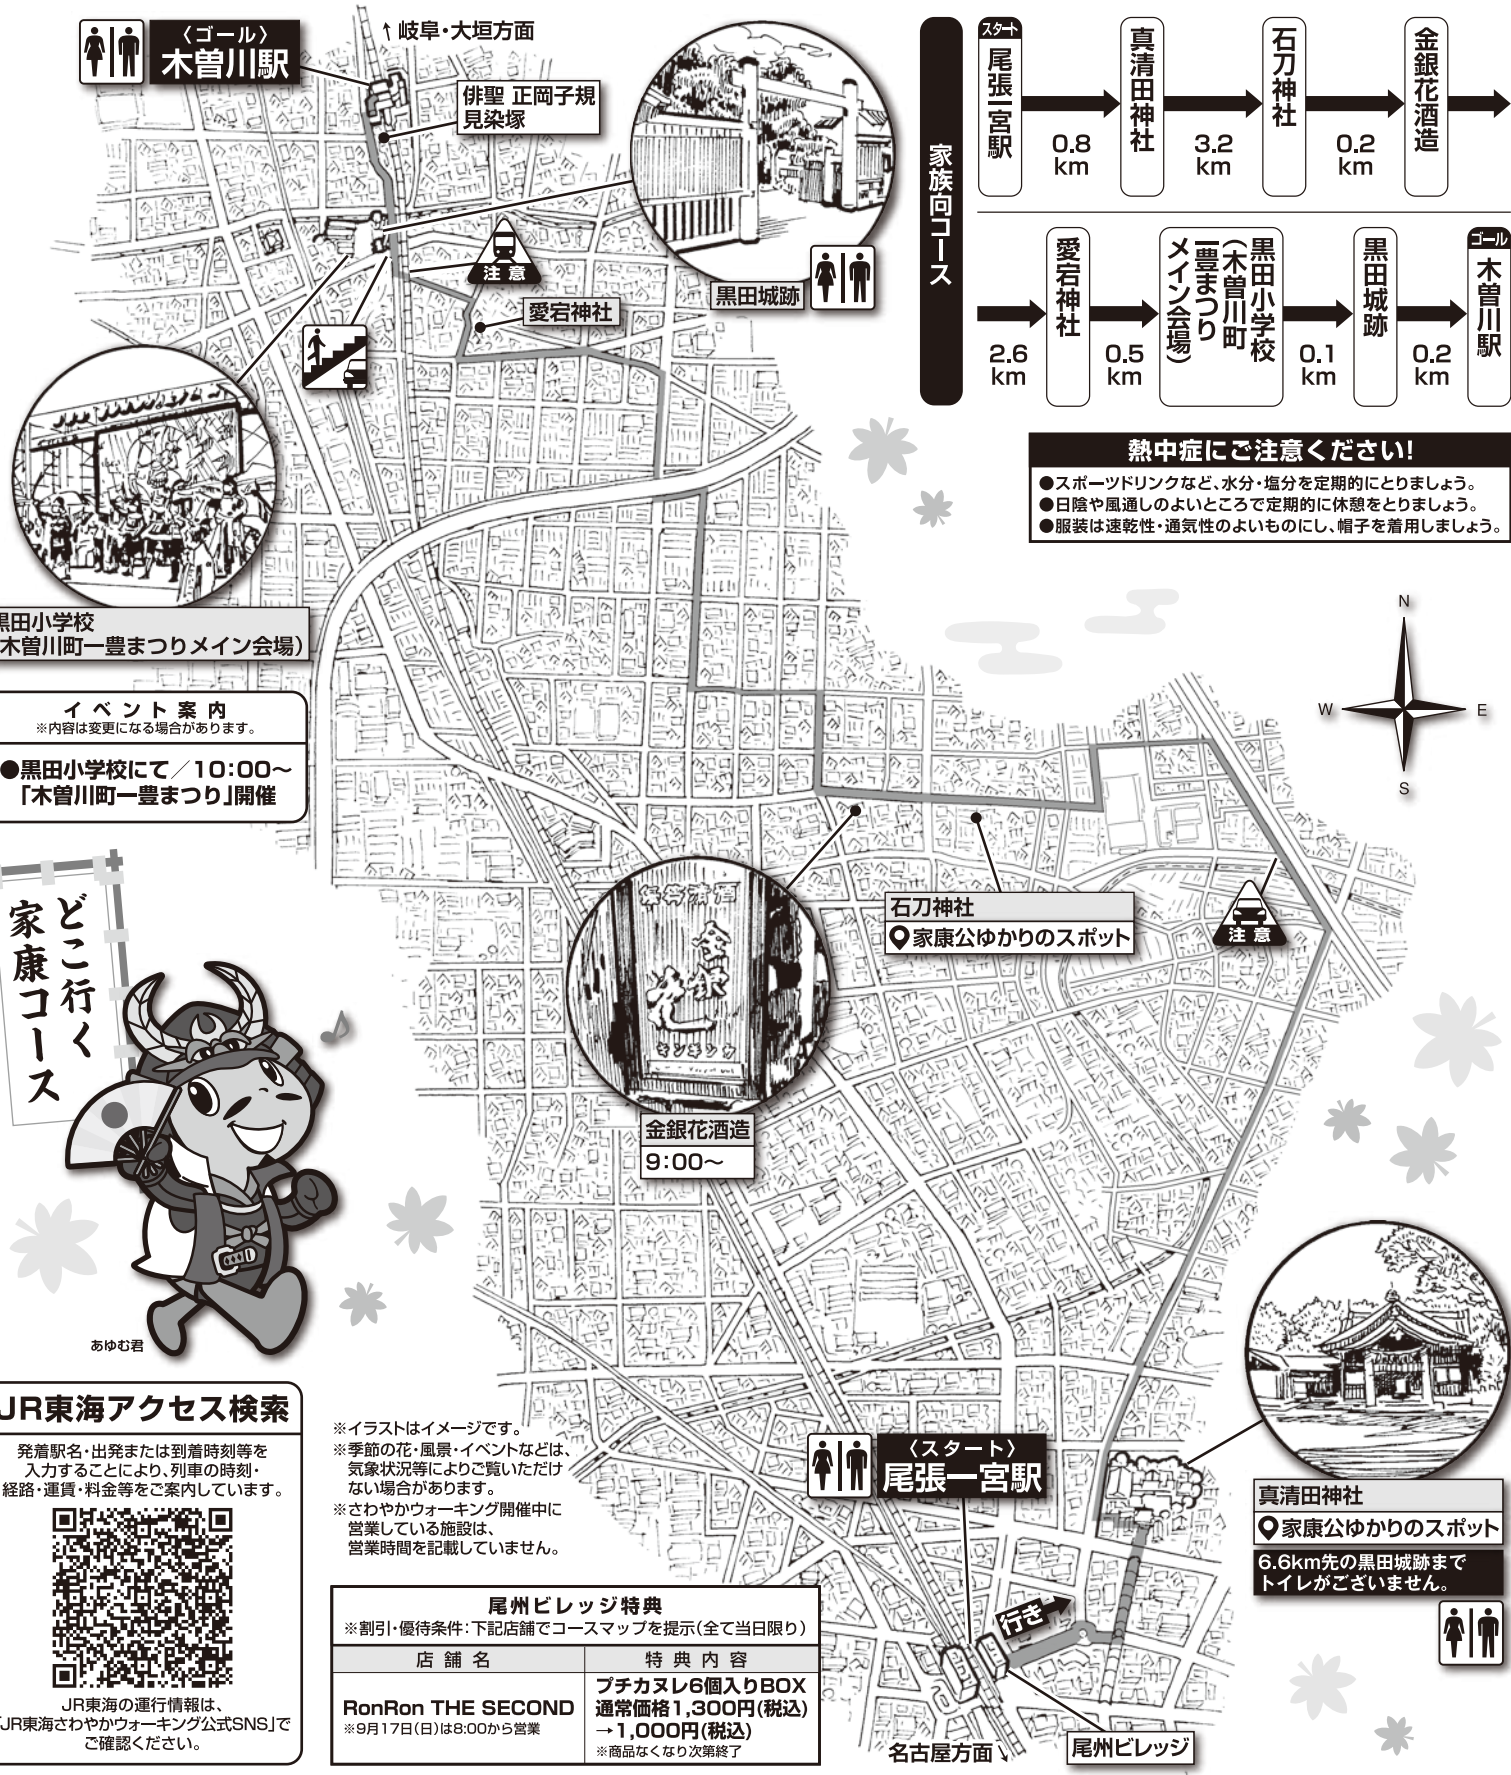 〈ゴール〉
木曽川駅
↑岐阜・大垣方面
俳聖 正岡子規
見染塚
注意
黒田城跡
愛宕神社
黒田小学校
木曽川町一豊まつりメイン会場)
イベント案内
※内容は変更になる場合があります。
●黒田小学校にて/10:00~
「木曽川町一豊まつり」開催
家族向コース
スタート
尾張一宮駅
0.8
km
真清田神社
3.2
km
石刀神社
0.2
km
金銀花酒造
2.6
km
愛宕神社
0.5
km
黒田小学校
(木曽川町
一豊まつり
メイン会場)
0.1
km
黒田城跡
0.2
km
ゴール
木曽川駅
熱中症にご注意ください!
●スポーツドリンクなど、水分・塩分を定期的にとりましょう。
●日陰や風通しのよいところで定期的に休憩をとりましょう。
●服装は速乾性・通気性のよいものにし、帽子を着用しましょう。
N
W
E
S
石刀神社
家康公ゆかりのスポット
注意
金銀花
キンギンカ
金銀花酒造
9:00~
どこ行く
家康コース
あゆむ君
JR東海アクセス検索
発着駅名・出発または到着時刻等を
入力することにより、列車の時刻・
経路・運賃・料金等をご案内しています。
JR東海の運行情報は、
「JR東海さわやかウォーキング公式SNS」で
ご確認ください。
※イラストはイメージです。
※季節の花・風景・イベントなどは、
気象状況等によりご覧いただけ
ない場合があります。
※さわやかウォーキング開催中に
営業している施設は、
営業時間を記載していません。
〈スタート〉
尾張一宮駅
真清田神社
家康公ゆかりのスポット
6.6km先の黒田城跡まで
トイレがございません。
行き
尾州ビレッジ
名古屋方面↘
尾州ビレッジ特典
※割引・優待条件:下記店舗でコースマップを提示(全て当日限り)
店舗名
特典内容
RonRon THE SECOND
※9月17日(日)は8:00から営業
プチカヌレ6個入りBOX
通常価格1,300円(税込)
→1,000円(税込)
※商品なくなり次第終了